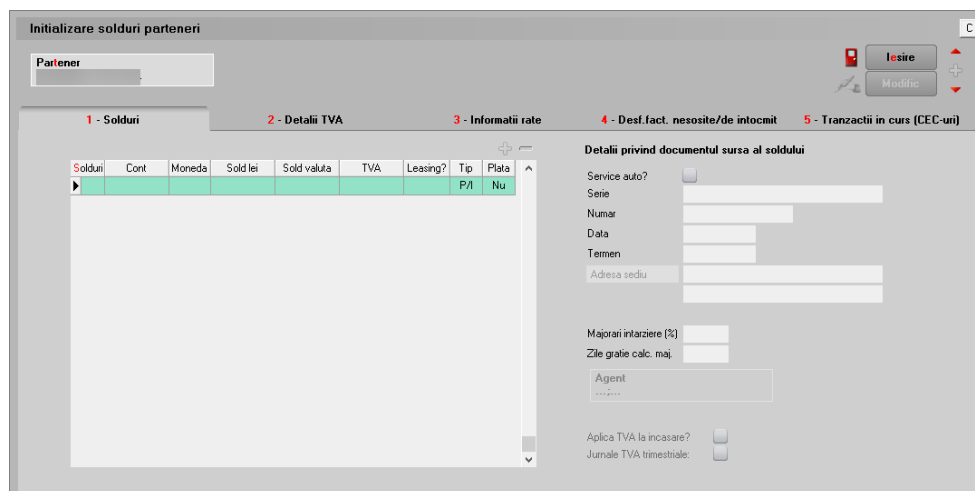 Initializare solduri parteneri
C
Partener
Iesire
Modific
1 - Solduri
2 - Detalii TVA
3 - Informatii rate
4 - Desf.fact. nesosite/de intocmit
5 - Tranzactii in curs (CEC-uri)
Solduri Cont Moneda Sold lei Sold valuta TVA Leasing? Tip Plata
P/I Nu
Detalii privind documentul sursa al soldului
Service auto?
Serie
Numar
Data
Termen
Adresa sediu
Majorari intarziere (%)
Zile gratie calc. maj.
Agent
...;...
Aplica TVA la incasare?
Jurnale TVA trimestriale: